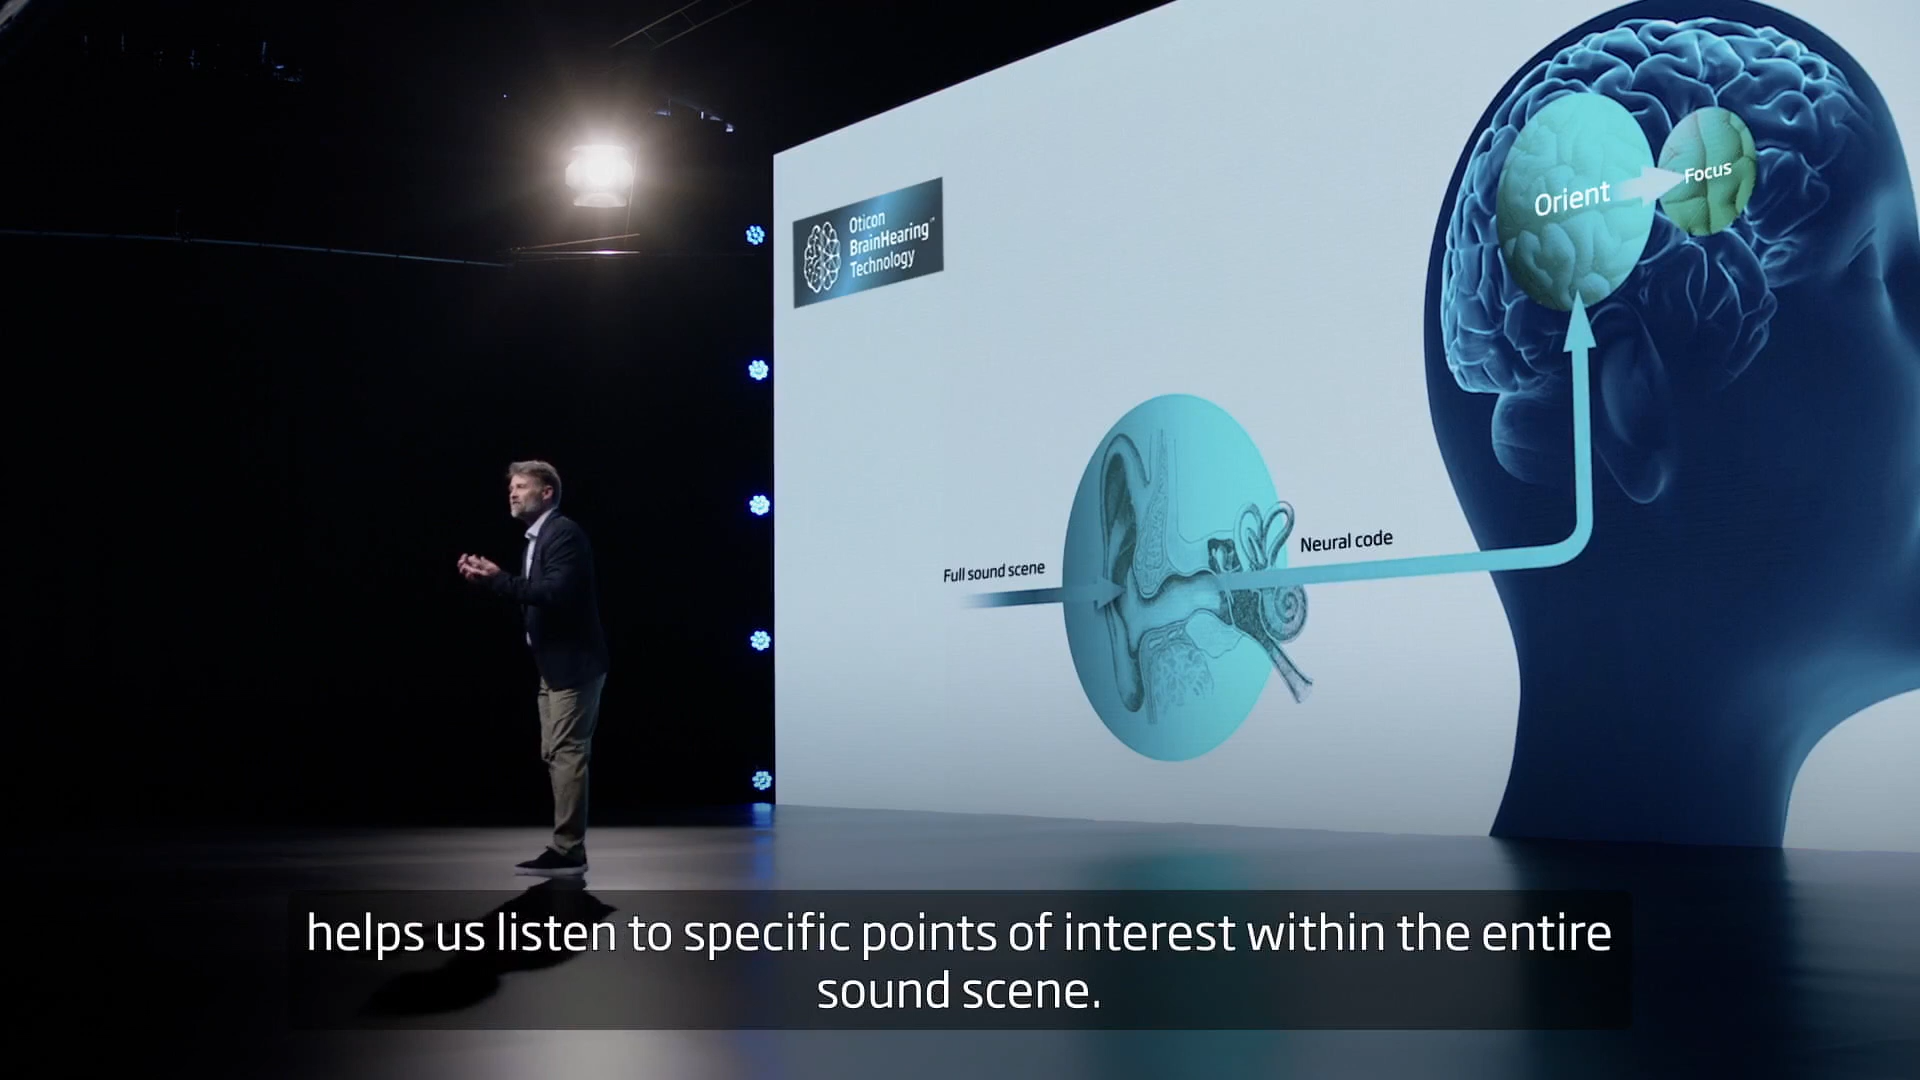 Oticon
BrainHearing™
Technology
Orient
Focus
Full sound scene
Neural code
helps us listen to specific points of interest within the entire
sound scene.